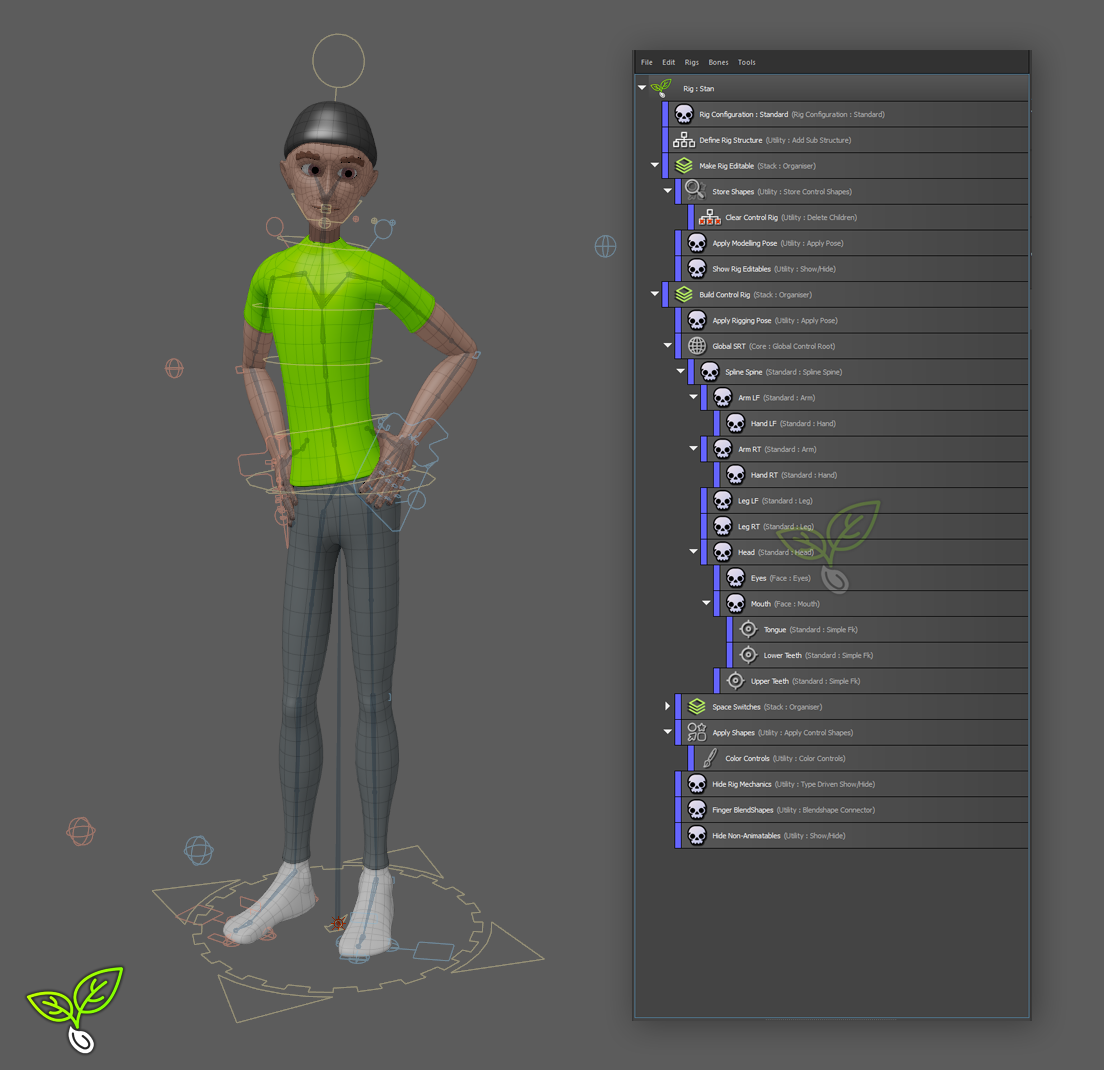 File Edit Rigs Bones Tools
Rig : Stan
Rig Configuration : Standard (Rig Configuration : Standard)
Define Rig Structure (Utility : Add Sub Structure)
Make Rig Editable (Stack : Organiser)
Store Shapes (Utility : Store Control Shapes)
Clear Control Rig (Utility : Delete Children)
Apply Modelling Pose (Utility : Apply Pose)
Show Rig Editables (Utility : Show/Hide)
Build Control Rig (Stack : Organiser)
Apply Rigging Pose (Utility : Apply Pose)
Global SRT (Core : Global Control Root)
Spline Spine (Standard : Spline Spine)
Arm LF (Standard : Arm)
Hand LF (Standard : Hand)
Arm RT (Standard : Arm)
Hand RT (Standard : Hand)
Leg LF (Standard : Leg)
Leg RT (Standard : Leg)
Head (Standard : Head)
Eyes (Face : Eyes)
Mouth (Face : Mouth)
Tongue (Standard : Simple Fk)
Lower Teeth (Standard : Simple Fk)
Upper Teeth (Standard : Simple Fk)
Space Switches (Stack : Organiser)
Apply Shapes (Utility : Apply Control Shapes)
Color Controls (Utility : Color Controls)
Hide Rig Mechanics (Utility : Type Driven Show/Hide)
Finger BlendShapes (Utility : Blendshape Connector)
Hide Non-Animatables (Utility : Show/Hide)